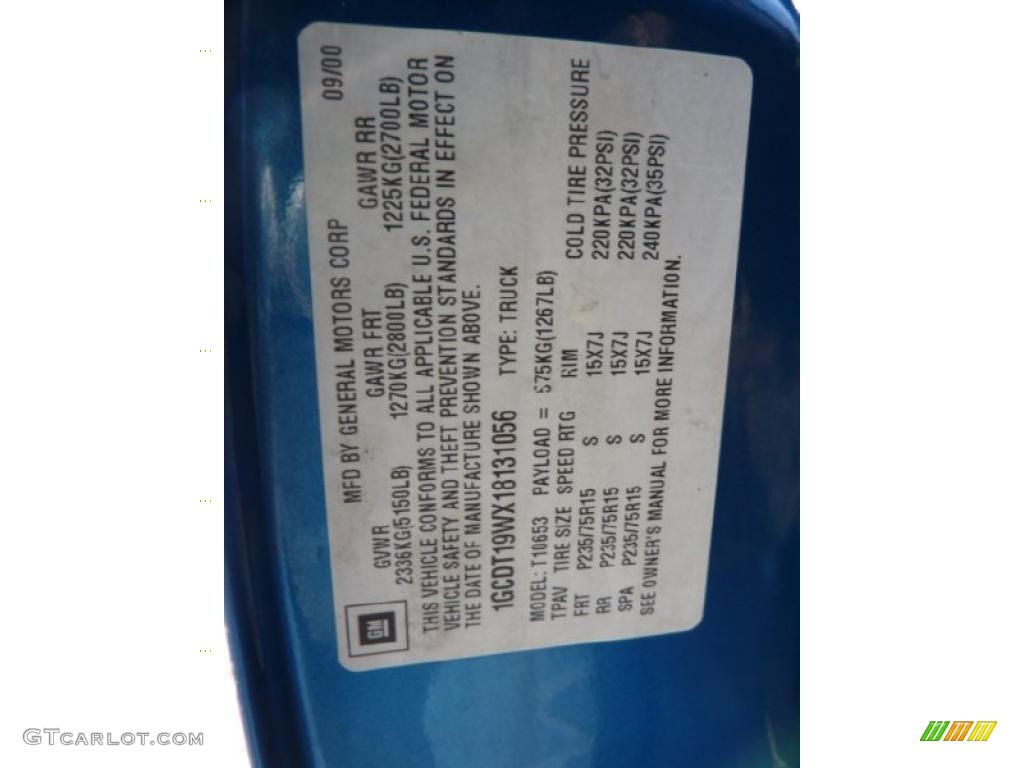 MFD BY GENERAL MOTORS CORP 09/00
GVWR GAWR FRT GAWR RR
2336KG(5150LB) 1270KG(2800LB) 1225KG(2700LB)
THIS VEHICLE CONFORMS TO ALL APPLICABLE U.S. FEDERAL MOTOR
VEHICLE SAFETY AND THEFT PREVENTION STANDARDS IN EFFECT ON
THE DATE OF MANUFACTURE SHOWN ABOVE.
1GCDT19WX18131056 TYPE: TRUCK
MODEL: T10653 PAYLOAD = 575KG(1267LB)
TPAV TIRE SIZE SPEED RTG RIM COLD TIRE PRESSURE
FRT P235/75R15 S 15X7J 220KPA(32PSI)
RR P235/75R15 S 15X7J 220KPA(32PSI)
SPA P235/75R15 S 15X7J 240KPA(35PSI)
SEE OWNER'S MANUAL FOR MORE INFORMATION.
GM
GTCARLOT.COM